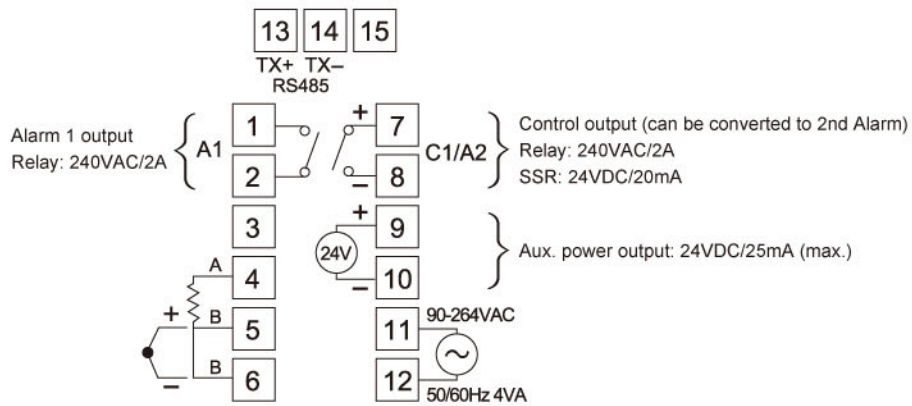 13 14 15
TX+ TX–
RS485
Alarm 1 output
Relay: 240VAC/2A
A1
1
2
3
A 4
+ B 5
– B 6
+ 7
– 8
C1/A2
Control output (can be converted to 2nd Alarm)
Relay: 240VAC/2A
SSR: 24VDC/20mA
+ 9
24V
– 10
Aux. power output: 24VDC/25mA (max.)
11 90-264VAC
12 50/60Hz 4VA